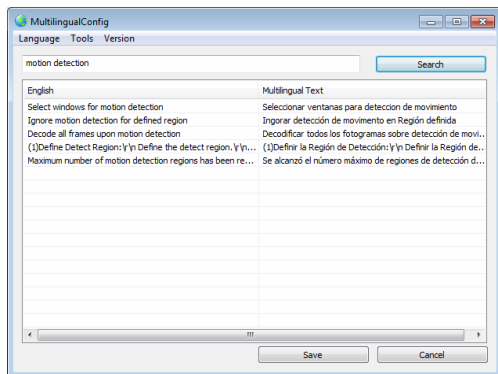 MultilingualConfig
Language Tools Version
motion detection Search
English Multilingual Text
Select windows for motion detection Seleccionar ventanas para deteccion de movimiento
Ignore motion detection for defined region Ingorar detección de movimento en Región definida
Decode all frames upon motion detection Decodificar todos los fotogramas sobre detección de movi...
(1)Define Detect Region:\r\n Define the detect region.\r\n... (1)Definir la Región de Detección:\r\n Definir la Región de...
Maximum number of motion detection regions has been re... Se alcanzó el número máximo de regiones de detección d...
Save Cancel